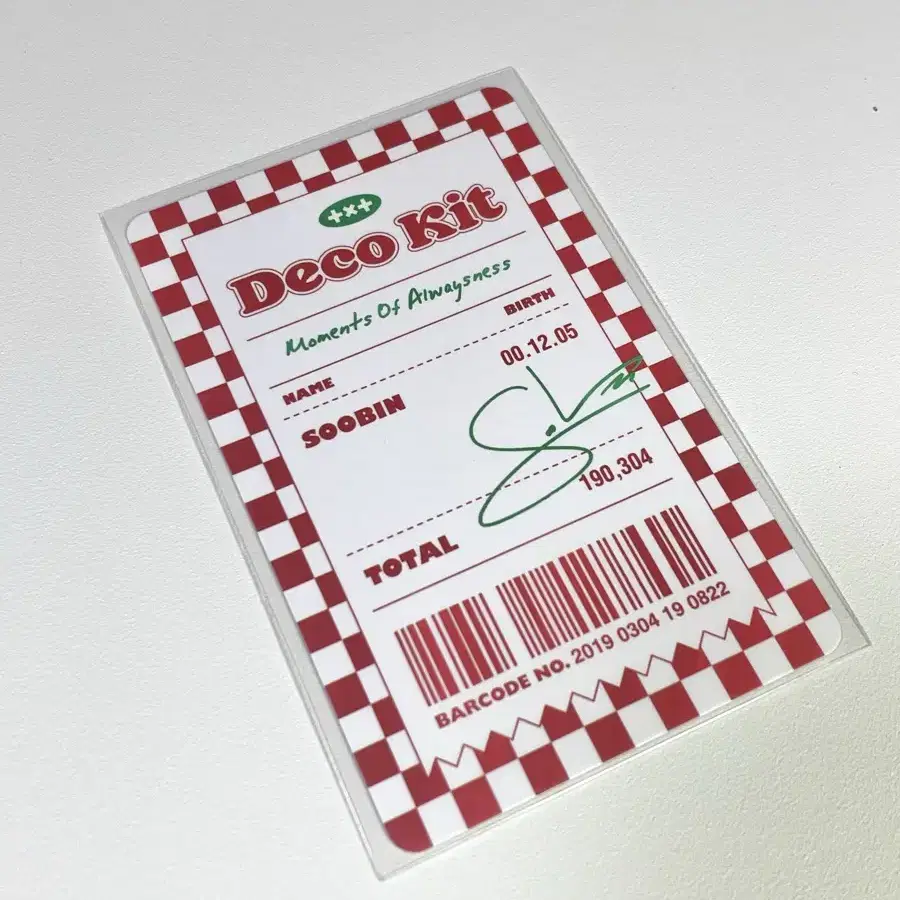 +x+
Deco Kit
Moments Of Alwaysness
NAME BIRTH
SOOBIN 00.12.05
TOTAL 190,304
BARCODE NO. 2019 0304 19 0822